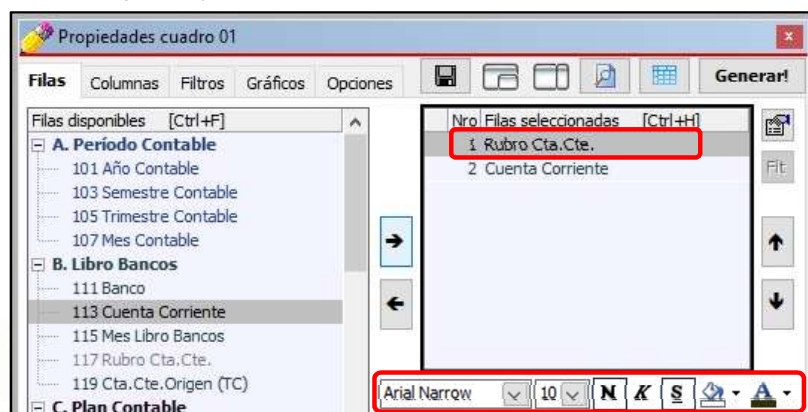 Propiedades cuadro 01
Filas Columnas Filtros Gráficos Opciones Generar!
Filas disponibles [Ctrl+F]
A. Período Contable
101 Año Contable
103 Semestre Contable
105 Trimestre Contable
107 Mes Contable
B. Libro Bancos
111 Banco
113 Cuenta Corriente
115 Mes Libro Bancos
117 Rubro Cta.Cte.
119 Cta.Cte.Origen (TC)
C. Plan Contable
Nro Filas seleccionadas [Ctrl+H]
1 Rubro Cta.Cte.
2 Cuenta Corriente
Flt
Arial Narrow 10 N K S A